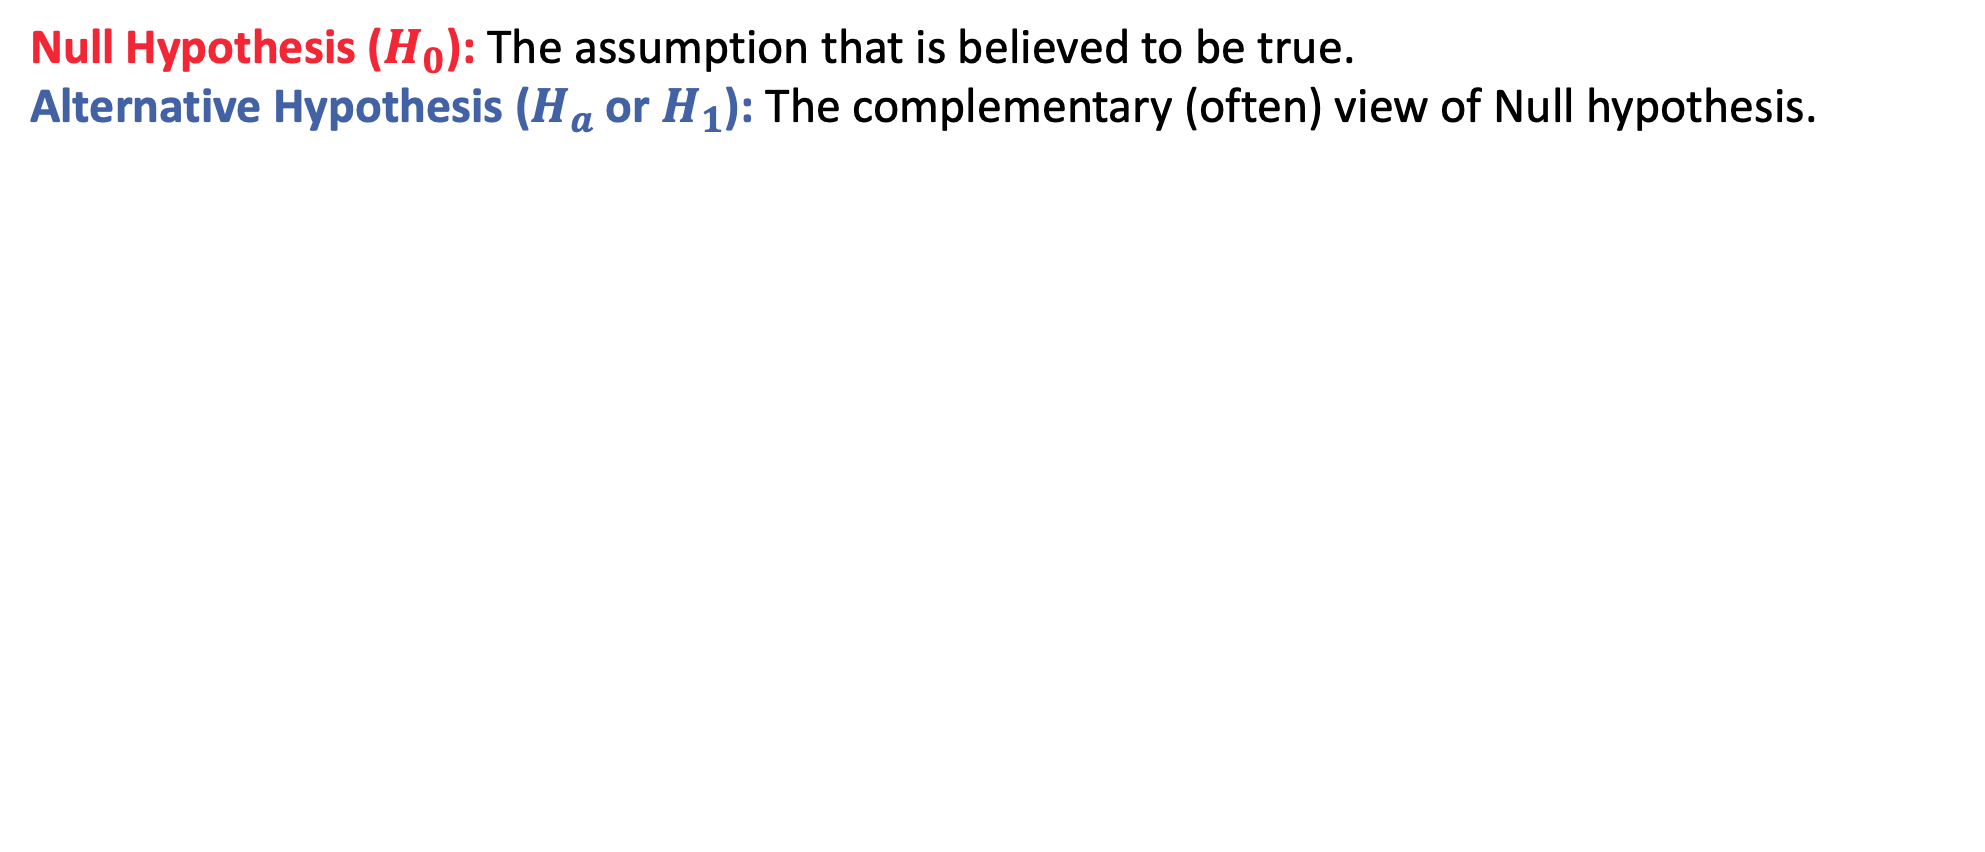 Null Hypothesis (H₀): The assumption that is believed to be true.
Alternative Hypothesis (Hₐ or H₁): The complementary (often) view of Null hypothesis.